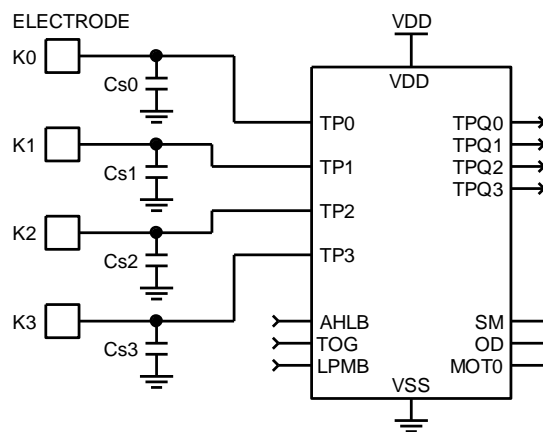 ELECTRODE
VDD
K0
VDD
Cs0
TP0
TPQ0
K1
TPQ1
Cs1
TP1
TPQ2
TPQ3
K2
TP2
Cs2
TP3
K3
AHLB
SM
Cs3
TOG
OD
LPMB
MOT0
VSS